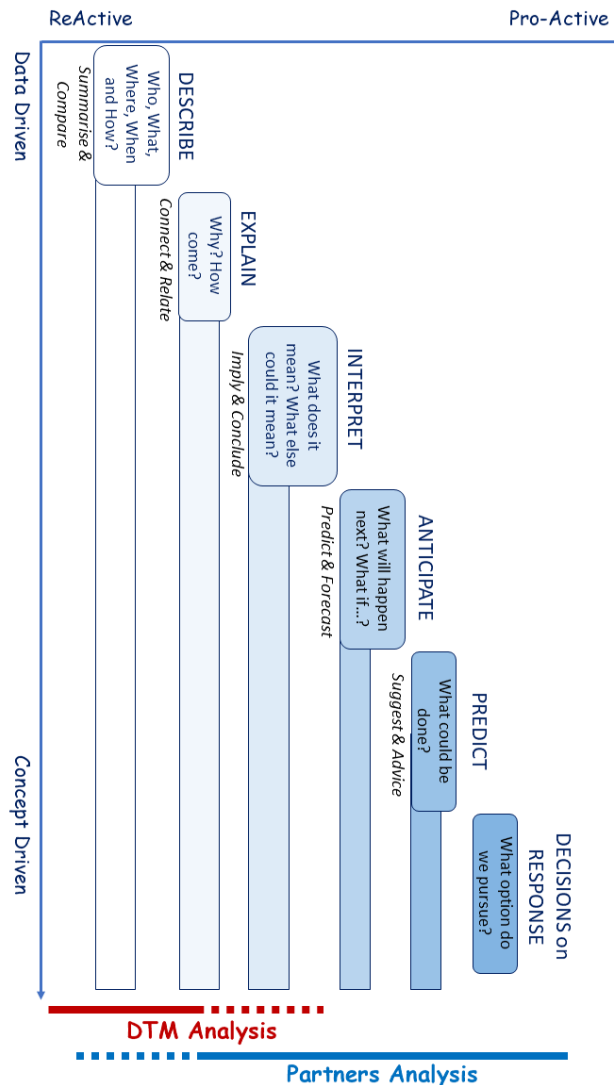 ReActive
Pro-Active
Data Driven
Concept Driven
DESCRIBE
Who, What,
Where, When
and How?
Summarise &
Compare
EXPLAIN
Why? How
come?
Connect & Relate
INTERPRET
What does it
mean? What else
could it mean?
Imply & Conclude
ANTICIPATE
What will happen
next? What if...?
Predict & Forecast
PREDICT
What could be
done?
Suggest & Advice
DECISIONS on
RESPONSE
What option do
we pursue?
DTM Analysis
Partners Analysis